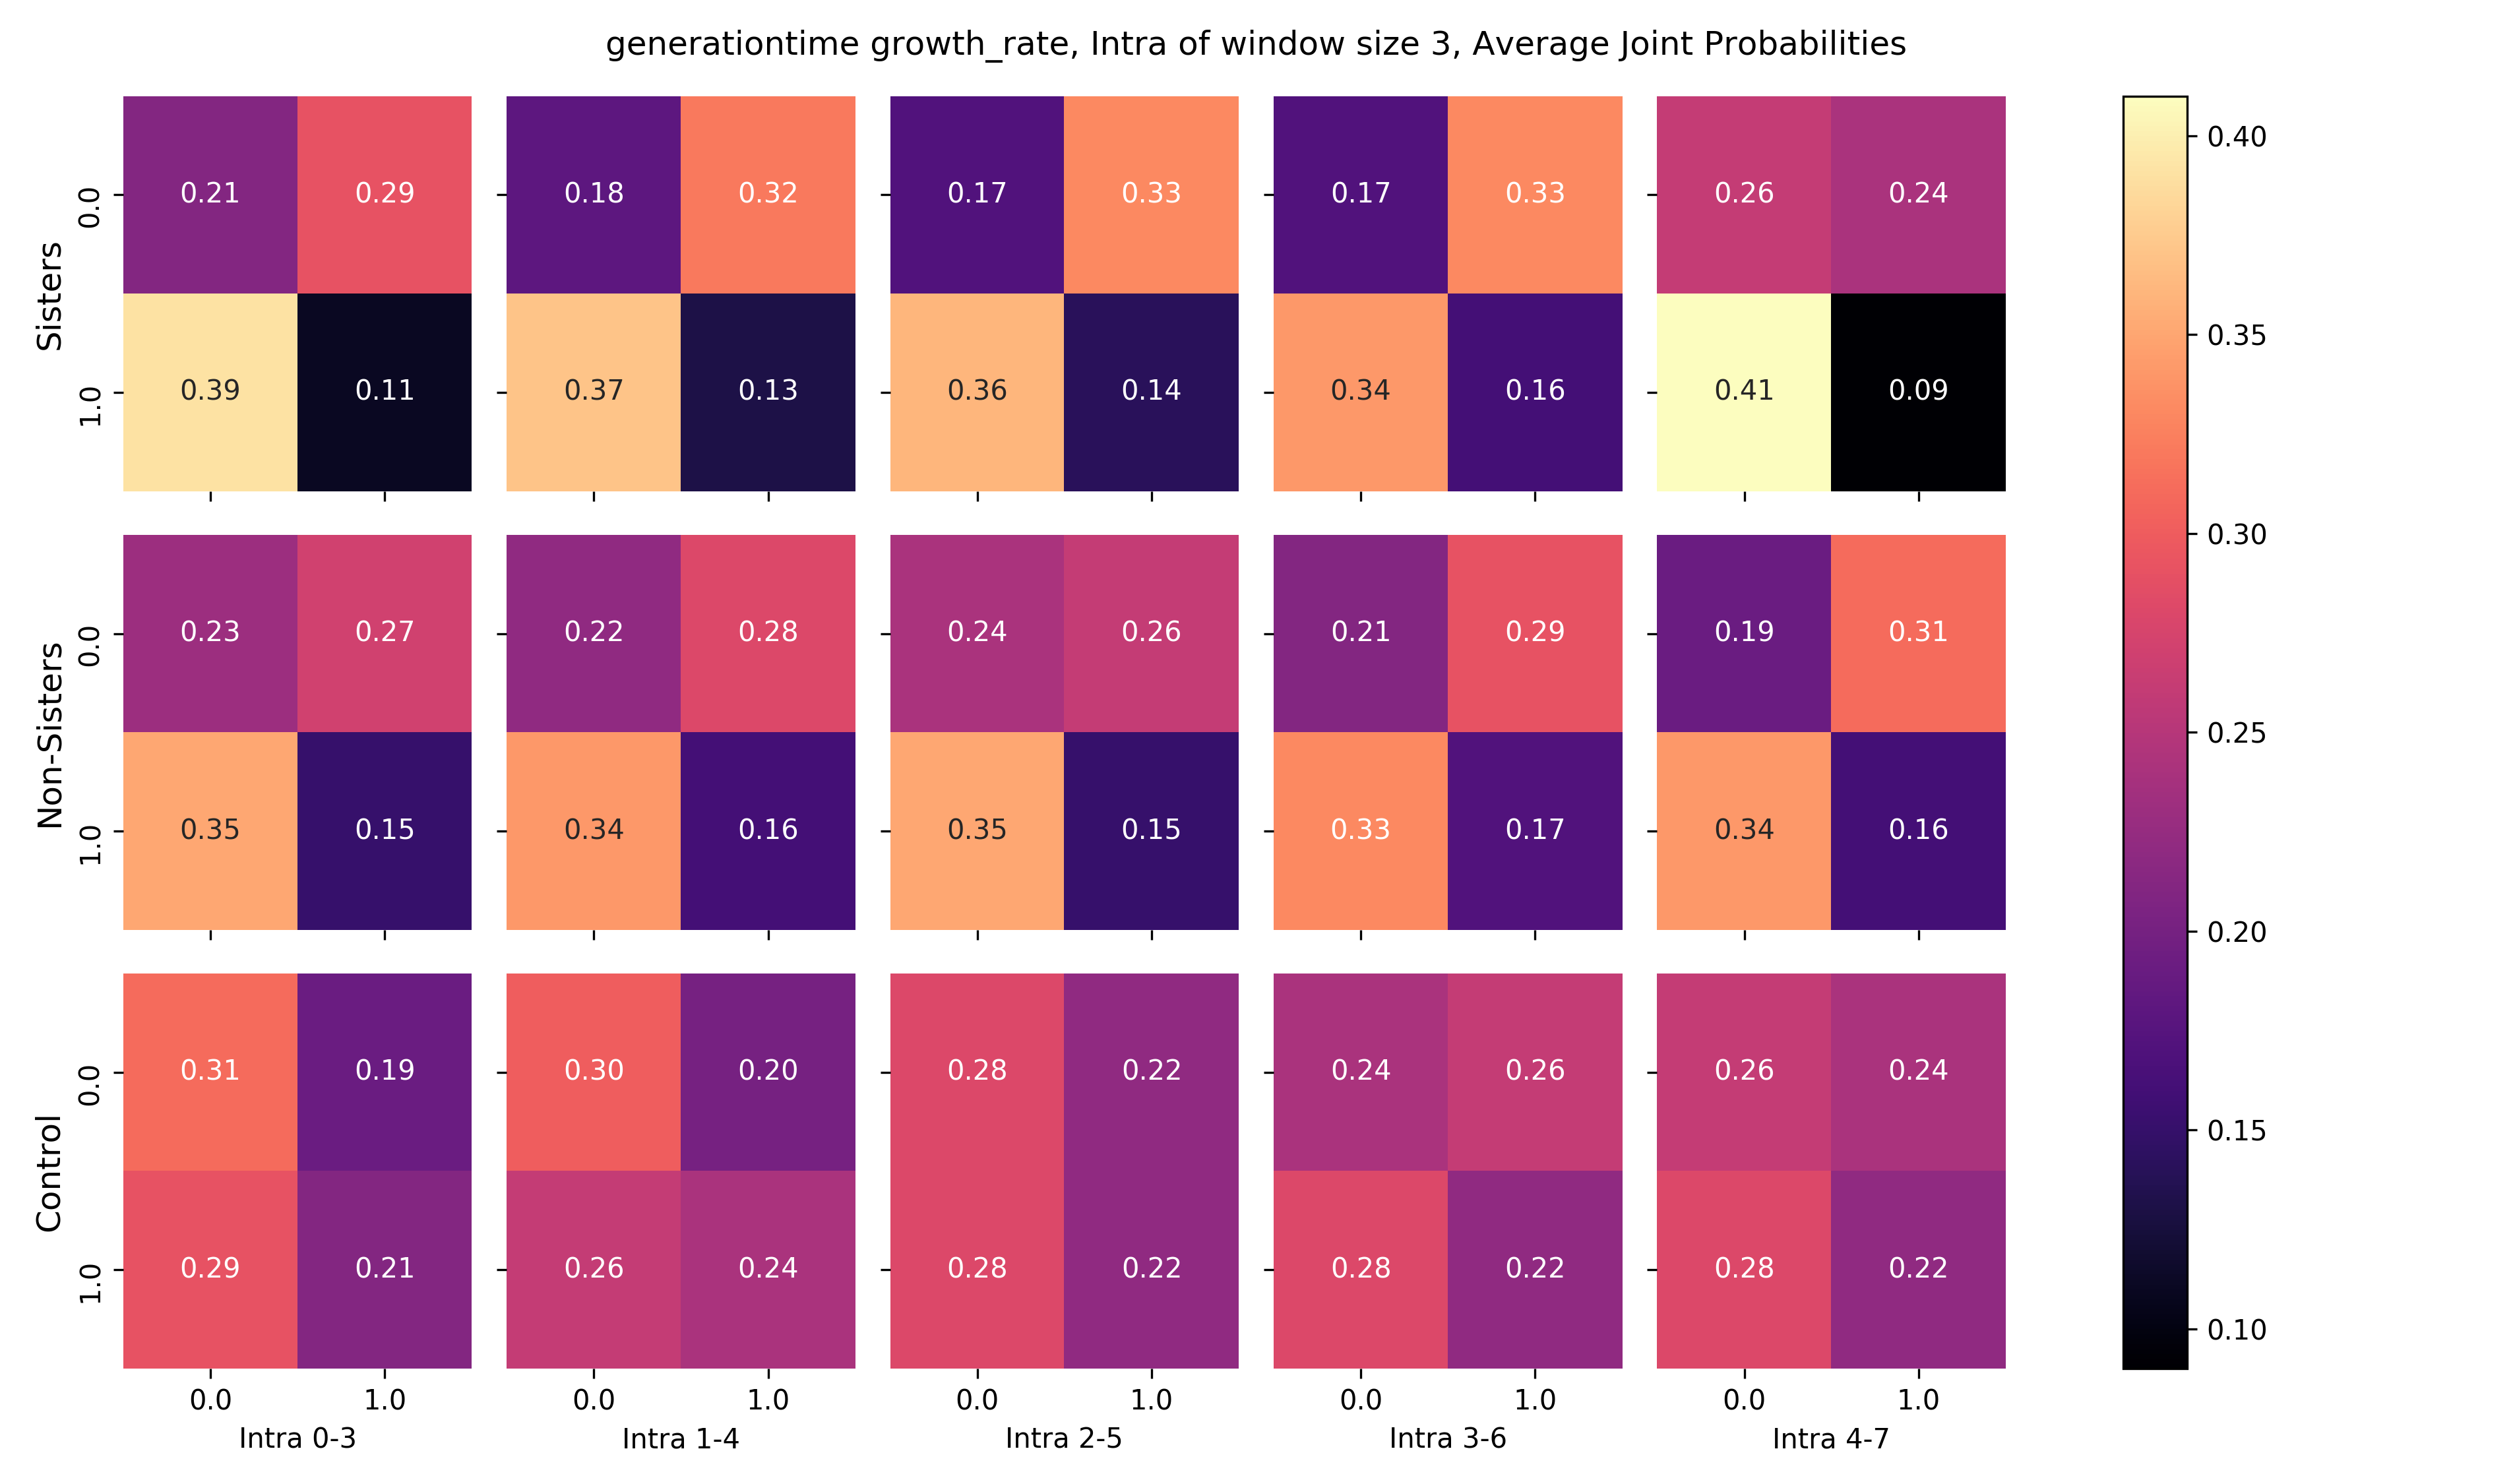 generationtime growth_rate, Intra of window size 3, Average Joint Probabilities
Sisters
0.0
0.21 0.29 0.18 0.32 0.17 0.33 0.17 0.33 0.26 0.24
1.0
0.39 0.11 0.37 0.13 0.36 0.14 0.34 0.16 0.41 0.09
Non-Sisters
0.0
0.23 0.27 0.22 0.28 0.24 0.26 0.21 0.29 0.19 0.31
1.0
0.35 0.15 0.34 0.16 0.35 0.15 0.33 0.17 0.34 0.16
Control
0.0
0.31 0.19 0.30 0.20 0.28 0.22 0.24 0.26 0.26 0.24
1.0
0.29 0.21 0.26 0.24 0.28 0.22 0.28 0.22 0.28 0.22
0.0 1.0 0.0 1.0 0.0 1.0 0.0 1.0 0.0 1.0
Intra 0-3 Intra 1-4 Intra 2-5 Intra 3-6 Intra 4-7
0.40
0.35
0.30
0.25
0.20
0.15
0.10